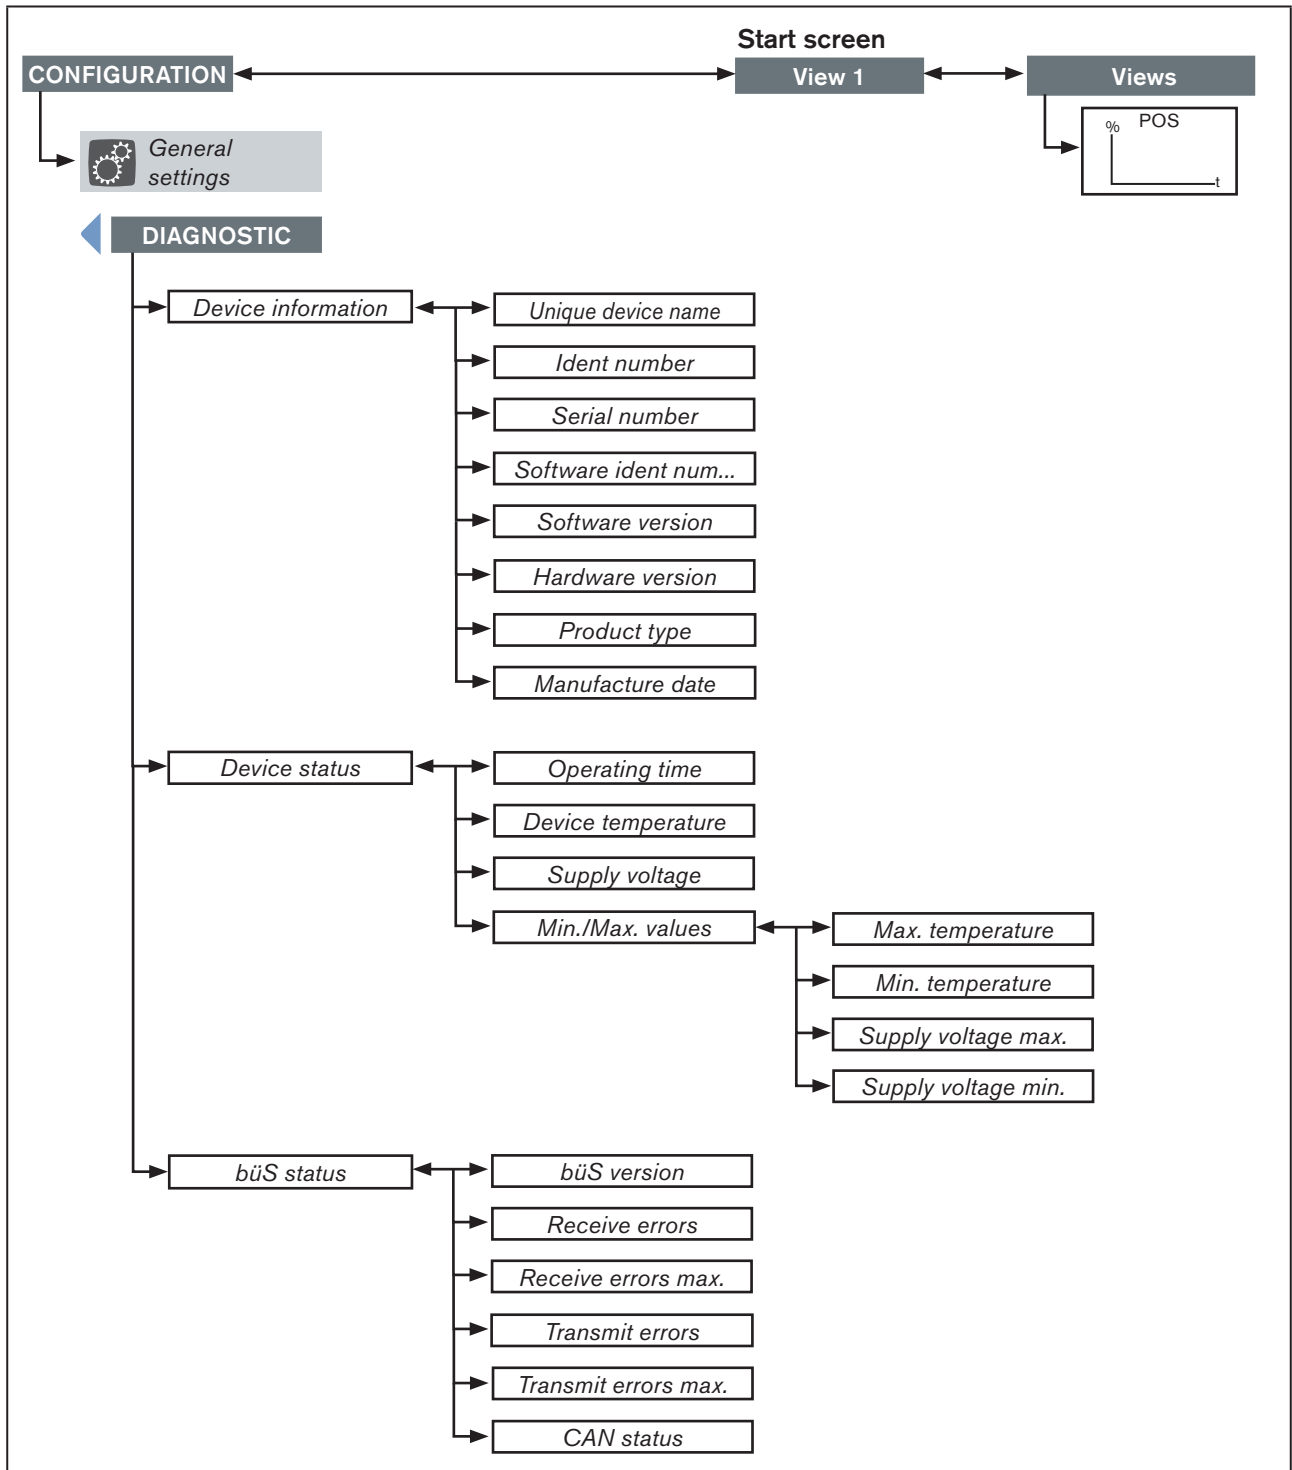 Start screen
CONFIGURATION
View 1
Views
% POS
t
General
settings
DIAGNOSTIC
Device information
Unique device name
Ident number
Serial number
Software ident num...
Software version
Hardware version
Product type
Manufacture date
Device status
Operating time
Device temperature
Supply voltage
Min./Max. values
Max. temperature
Min. temperature
Supply voltage max.
Supply voltage min.
büS status
büS version
Receive errors
Receive errors max.
Transmit errors
Transmit errors max.
CAN status